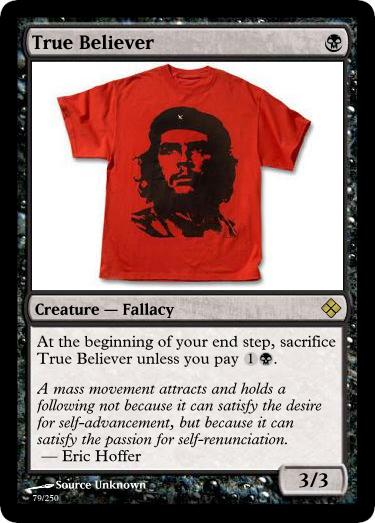 True Believer
Creature — Fallacy
At the beginning of your end step, sacrifice
True Believer unless you pay 1 .
A mass movement attracts and holds a
following not because it can satisfy the desire
for self-advancement, but because it can
satisfy the passion for self-renunciation.
— Eric Hoffer
3/3
Source Unknown
79/250